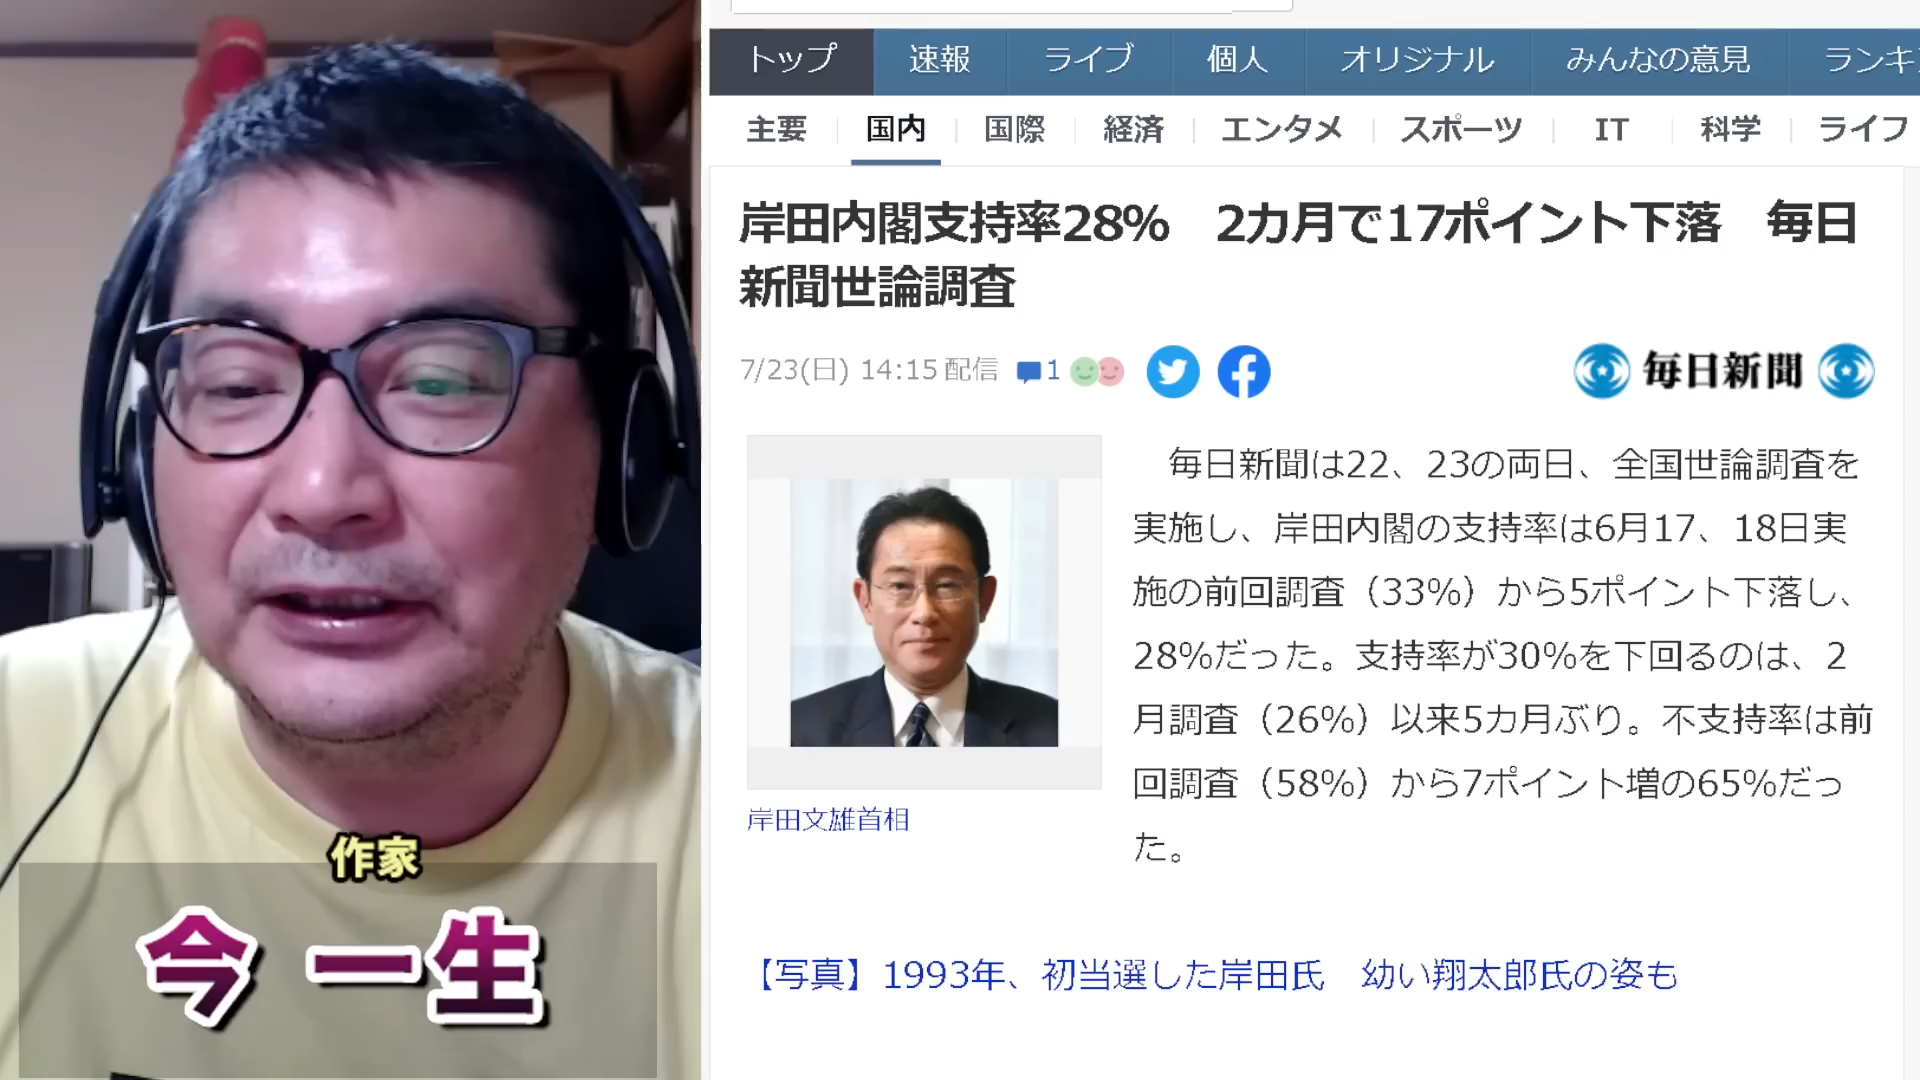 トップ 速報 ライブ 個人 オリジナル みんなの意見 ランキ
主要 国内 国際 経済 エンタメ スポーツ IT 科学 ライフ
岸田内閣支持率28%　2カ月で17ポイント下落　毎日
新聞世論調査
7/23(日) 14:15 配信 1
毎日新聞
毎日新聞は22、23の両日、全国世論調査を
実施し、岸田内閣の支持率は6月17、18日実
施の前回調査（33%）から5ポイント下落し、
28%だった。支持率が30%を下回るのは、2
月調査（26%）以来5カ月ぶり。不支持率は前
回調査（58%）から7ポイント増の65%だっ
た。
岸田文雄首相
【写真】1993年、初当選した岸田氏　幼い翔太郎氏の姿も
作家
今 一生